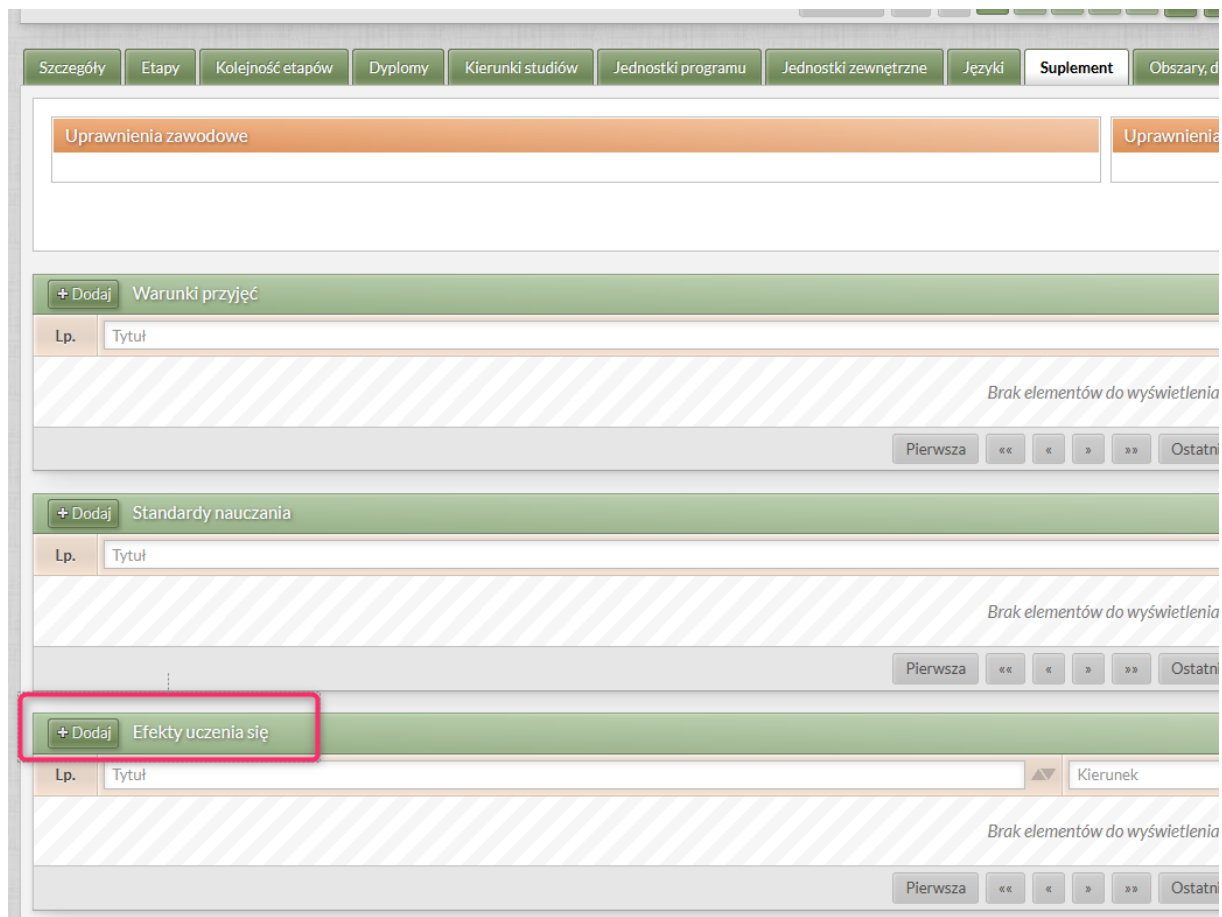 Szczegóły Etapy Kolejność etapów Dyplomy Kierunki studiów Jednostki programu Jednostki zewnętrzne Języki Suplement Obszary, d
Uprawnienia zawodowe Uprawnienia
+ Dodaj Warunki przyjęć
Lp. Tytuł
Brak elementów do wyświetlenia
Pierwsza «« « » »» Ostatni
+ Dodaj Standardy nauczania
Lp. Tytuł
Brak elementów do wyświetlenia
Pierwsza «« « » »» Ostatni
+ Dodaj Efekty uczenia się
Lp. Tytuł Kierunek
Brak elementów do wyświetlenia
Pierwsza «« « » »» Ostatni